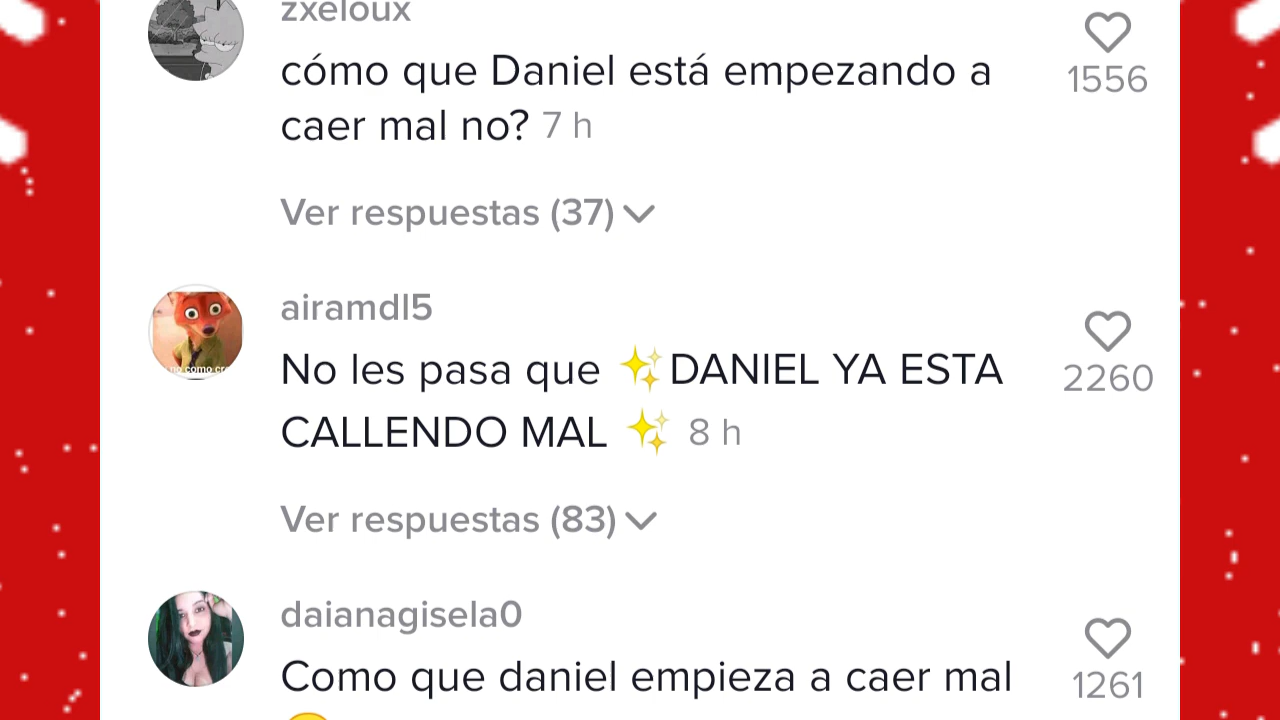 zxeloux
cómo que Daniel está empezando a
1556
caer mal no? 7 h
Ver respuestas (37)
airamdl5
No les pasa que ✨DANIEL YA ESTA
2260
CALLENDO MAL ✨ 8 h
Ver respuestas (83)
daianagisela0
Como que daniel empieza a caer mal
1261